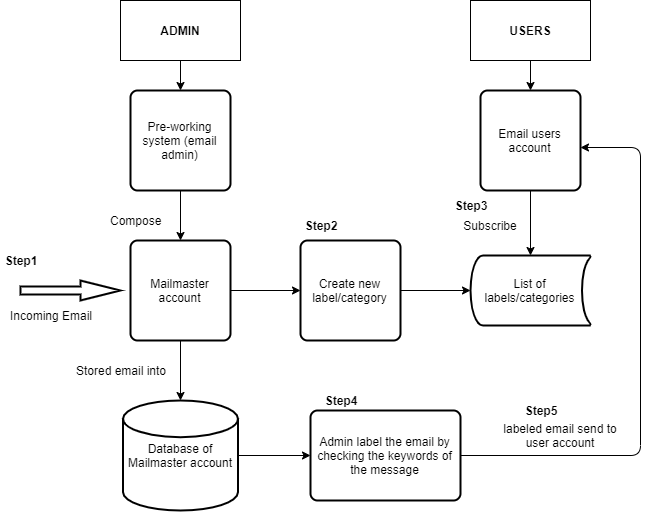 ADMIN
USERS
Pre-working
system (email
admin)
Email users
account
Compose
Step3
Subscribe
Step1
Incoming Email
Mailmaster
account
Step2
Create new
label/category
List of
labels/categories
Stored email into
Database of
Mailmaster account
Step4
Admin label the email by
checking the keywords of
the message
Step5
labeled email send to
user account